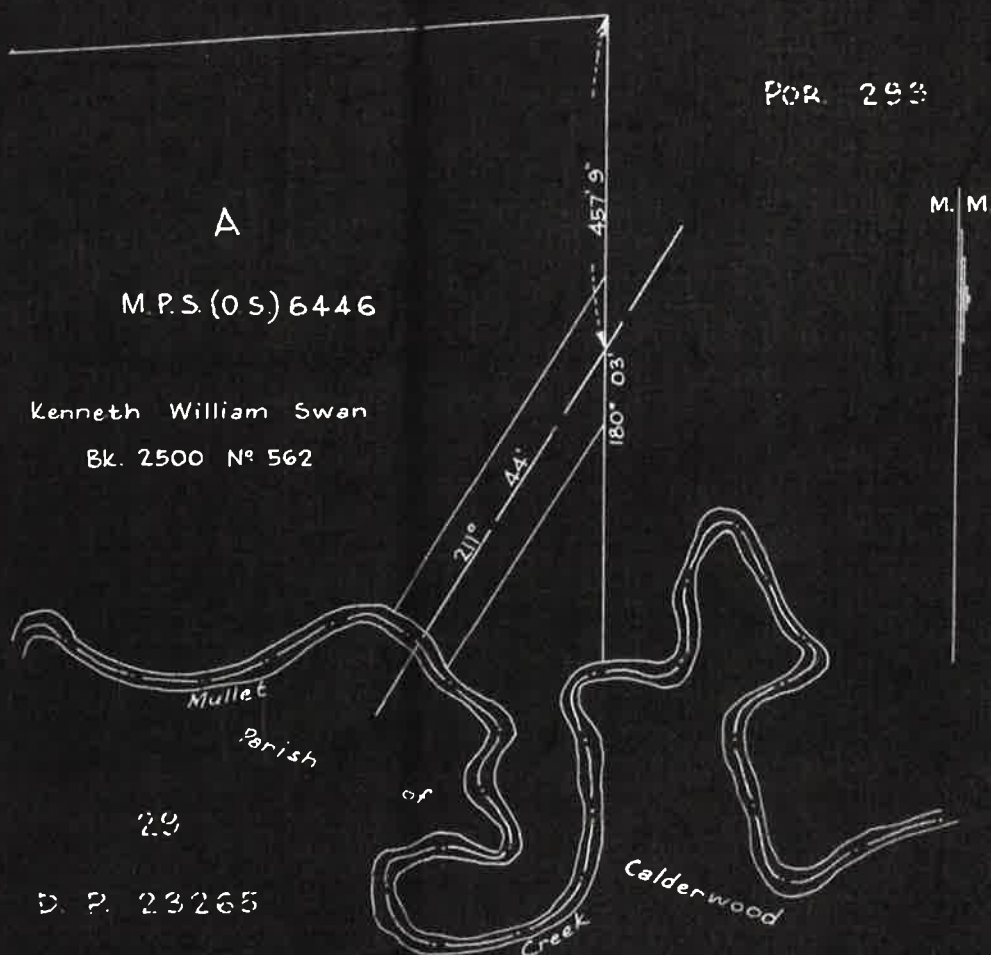 POR. 293
457' 9"
M. M.
A
M.P.S. (O.S.) 6446
180° 03'
Kenneth William Swan
Bk. 2500 Nº 562
211° 44'
Mullet Creek
Parish of Calderwood
29
D. P. 23265